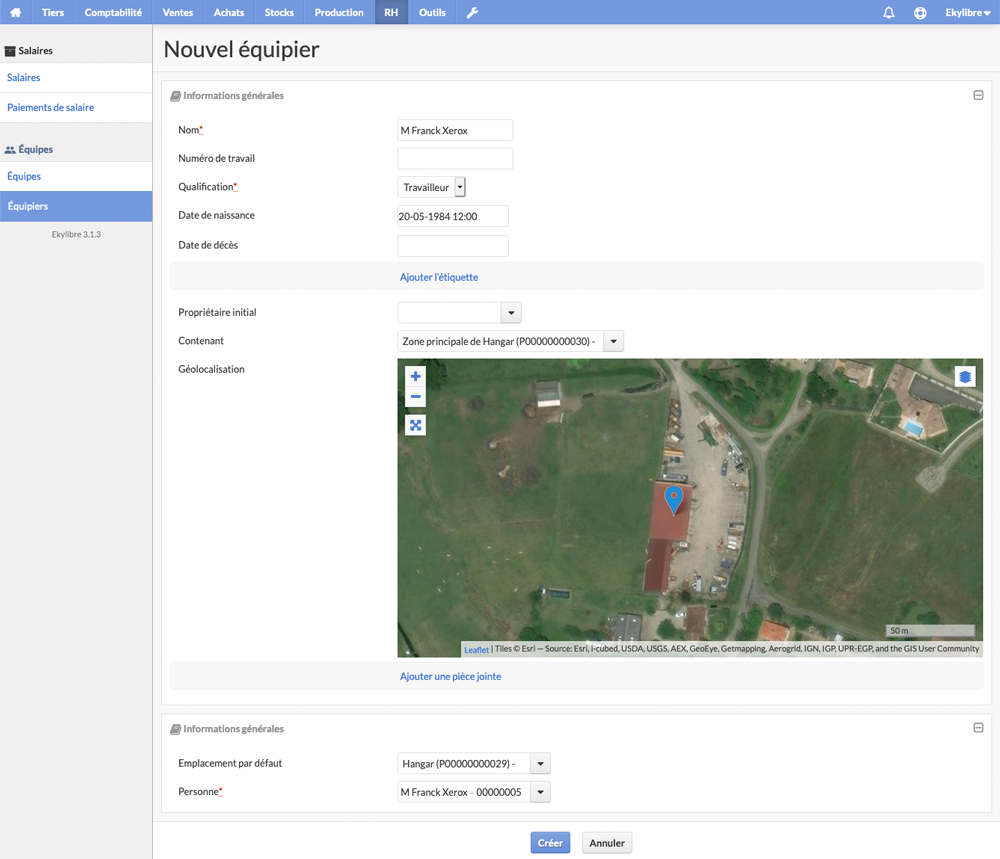 Tiers Comptabilité Ventes Achats Stocks Production RH Outils Ekylibre
Salaires
Salaires
Paiements de salaire
Équipes
Équipes
Équipiers
Ekylibre 3.1.3
Nouvel équipier
Informations générales
Nom* M Franck Xerox
Numéro de travail
Qualification* Travailleur
Date de naissance 20-05-1984 12:00
Date de décès
Ajouter l'étiquette
Propriétaire initial
Contenant Zone principale de Hangar (P00000000030) -
Géolocalisation
+
−
50 m
Leaflet | Tiles © Esri — Source: Esri, i-cubed, USDA, USGS, AEX, GeoEye, Getmapping, Aerogrid, IGN, IGP, UPR-EGP, and the GIS User Community
Ajouter une pièce jointe
Informations générales
Emplacement par défaut Hangar (P00000000029) -
Personne* M Franck Xerox - 00000005
Créer Annuler